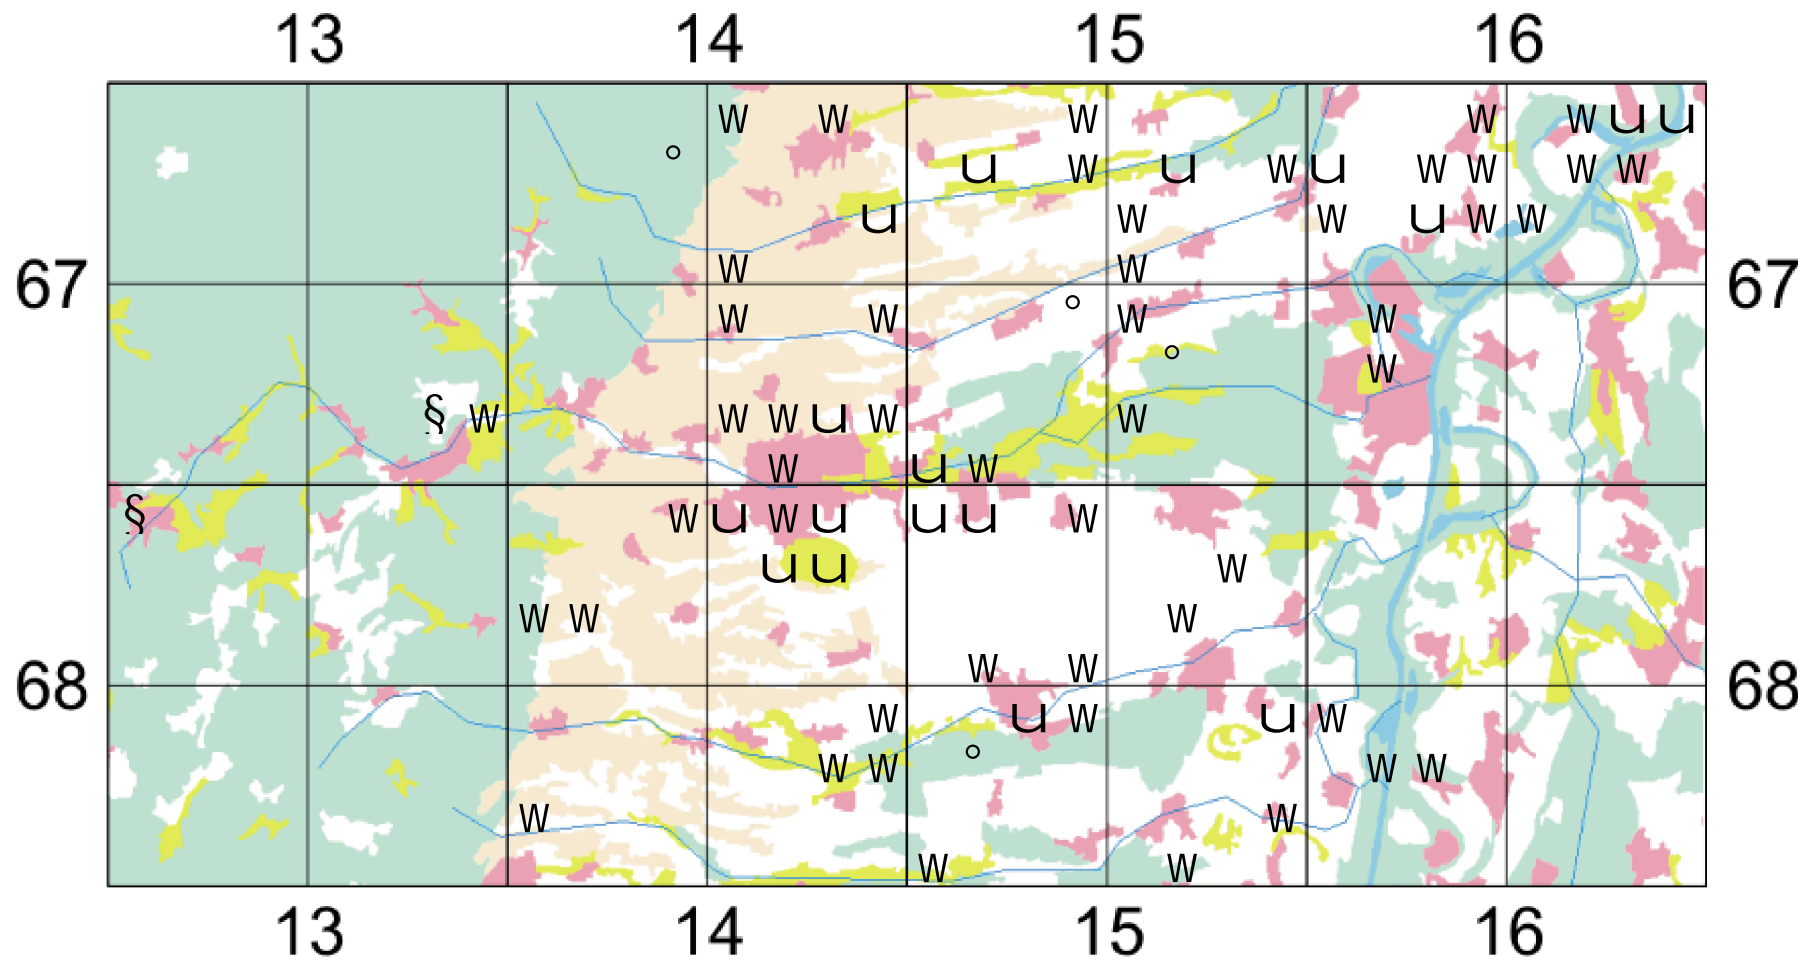 13 14 15 16
W W W W W u u
u W u W u W W W W
u W W u W W
W W
67 67
W W W W
W
§ W W W u W W
W u W
§ W u W u u u W
u u W
W W W
W W
68 68
W u W u W
W W W W
W W
W W
13 14 15 16